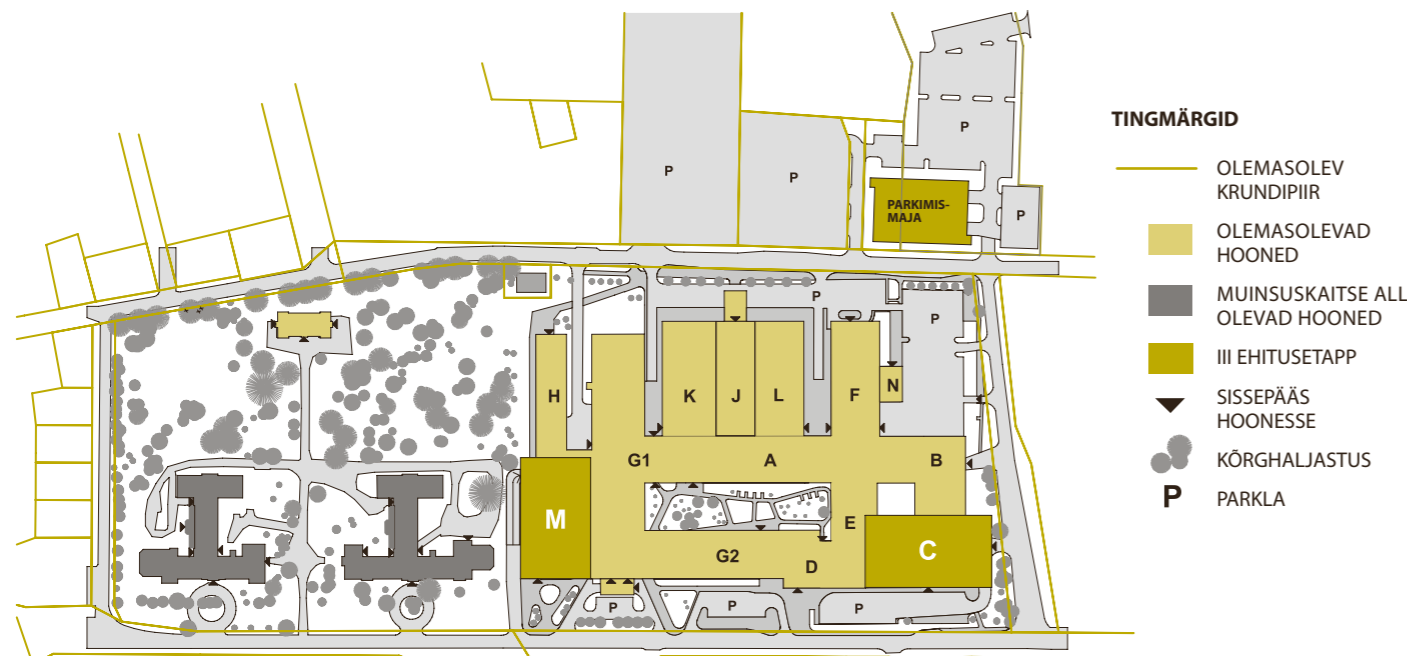 P
P
P
P
PARKIMIS-
MAJA
P
P
H
K
J
L
F
N
G1
A
B
M
E
G2
D
C
P
P
P
TINGMÄRGID
OLEMASOLEV
KRUNDIPIIR
OLEMASOLEVAD
HOONED
MUINSUSKAITSE ALL
OLEVAD HOONED
III EHITUSETAPP
SISSEPÄÄS
HOONESSE
KÕRGHALJASTUS
P PARKLA